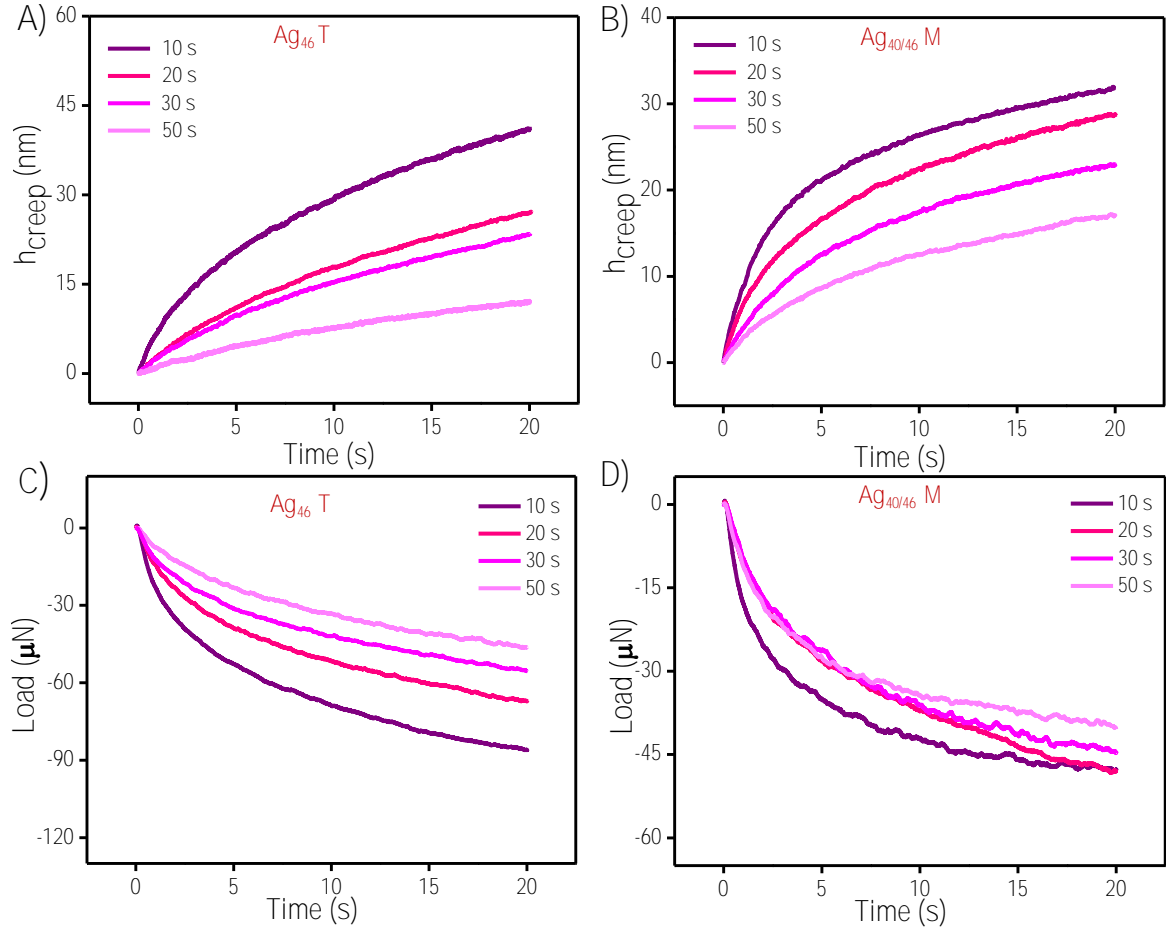 A)
Ag₄₆ T
10 s
20 s
30 s
50 s
60
45
30
15
0
h_creep (nm)
0 5 10 15 20
Time (s)
B)
Ag₄₀/₄₆ M
10 s
20 s
30 s
50 s
40
30
20
10
0
h_creep (nm)
0 5 10 15 20
Time (s)
C)
Ag₄₆ T
10 s
20 s
30 s
50 s
0
-30
-60
-90
-120
Load (μN)
0 5 10 15 20
Time (s)
D)
Ag₄₀/₄₆ M
10 s
20 s
30 s
50 s
0
-15
-30
-45
-60
Load (μN)
0 5 10 15 20
Time (s)